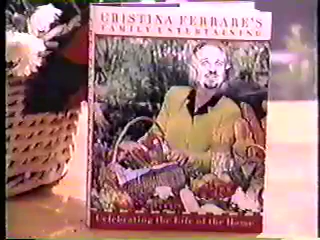 CRISTINA FERRARE'S
FAMILY ENTERTAINING
Celebrating the Life of the Home